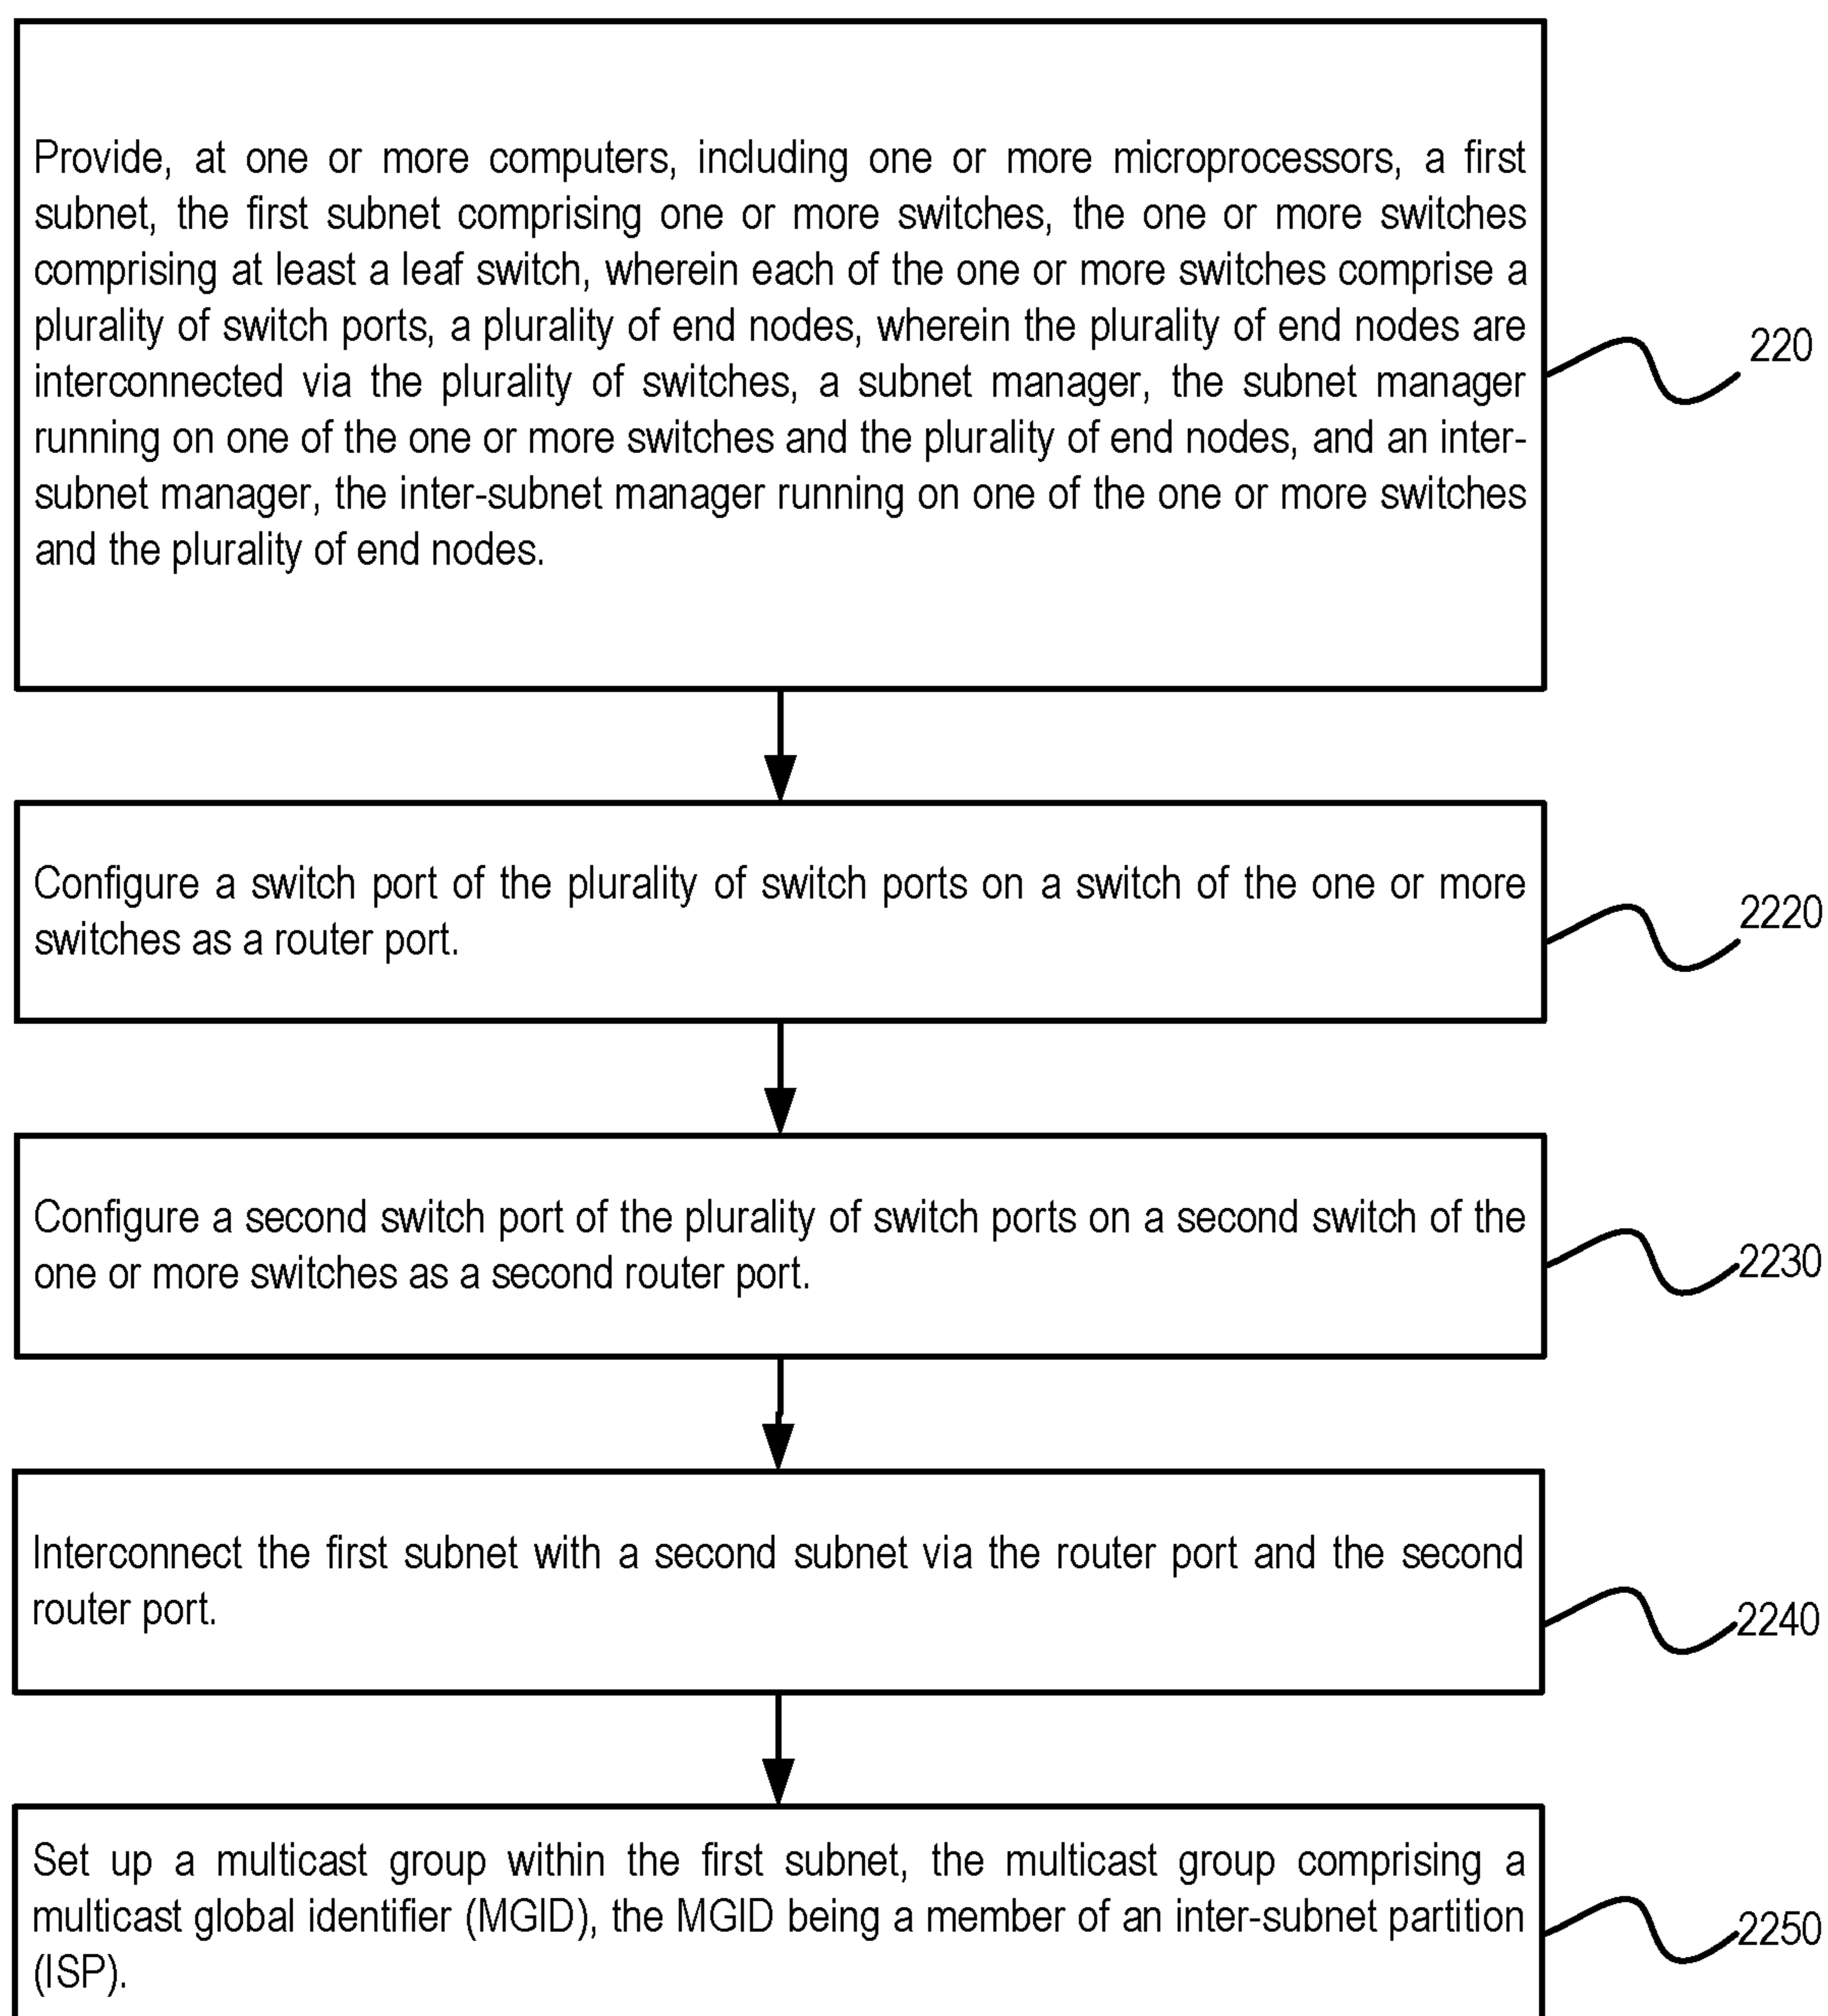 Provide, at one or more computers, including one or more microprocessors, a first
subnet, the first subnet comprising one or more switches, the one or more switches
comprising at least a leaf switch, wherein each of the one or more switches comprise a
plurality of switch ports, a plurality of end nodes, wherein the plurality of end nodes are
interconnected via the plurality of switches, a subnet manager, the subnet manager
running on one of the one or more switches and the plurality of end nodes, and an inter-
subnet manager, the inter-subnet manager running on one of the one or more switches
and the plurality of end nodes.
220
Configure a switch port of the plurality of switch ports on a switch of the one or more
switches as a router port.
2220
Configure a second switch port of the plurality of switch ports on a second switch of the
one or more switches as a second router port.
2230
Interconnect the first subnet with a second subnet via the router port and the second
router port.
2240
Set up a multicast group within the first subnet, the multicast group comprising a
multicast global identifier (MGID), the MGID being a member of an inter-subnet partition
(ISP).
2250